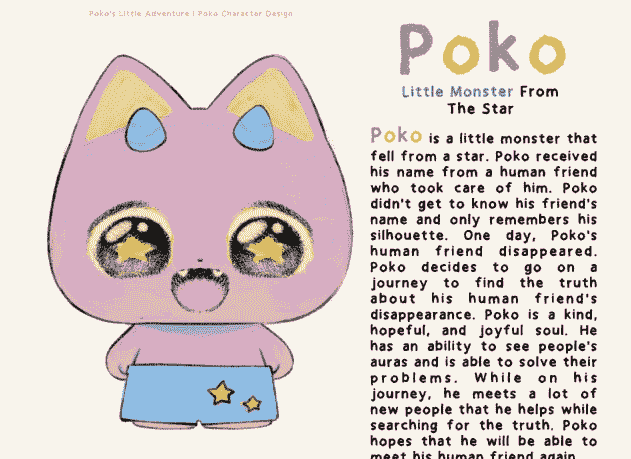 Poko's Little Adventure | Poko Character Design
Poko
Little Monster From
The Star
Poko is a little monster that
fell from a star. Poko received
his name from a human friend
who took care of him. Poko
didn't get to know his friend's
name and only remembers his
silhouette. One day, Poko's
human friend disappeared.
Poko decides to go on a
journey to find the truth
about his human friend's
disappearance. Poko is a kind,
hopeful, and joyful soul. He
has an ability to see people's
auras and is able to solve their
problems. While on his
journey, he meets a lot of
new people that he helps while
searching for the truth. Poko
hopes that he will be able to
meet his human friend again